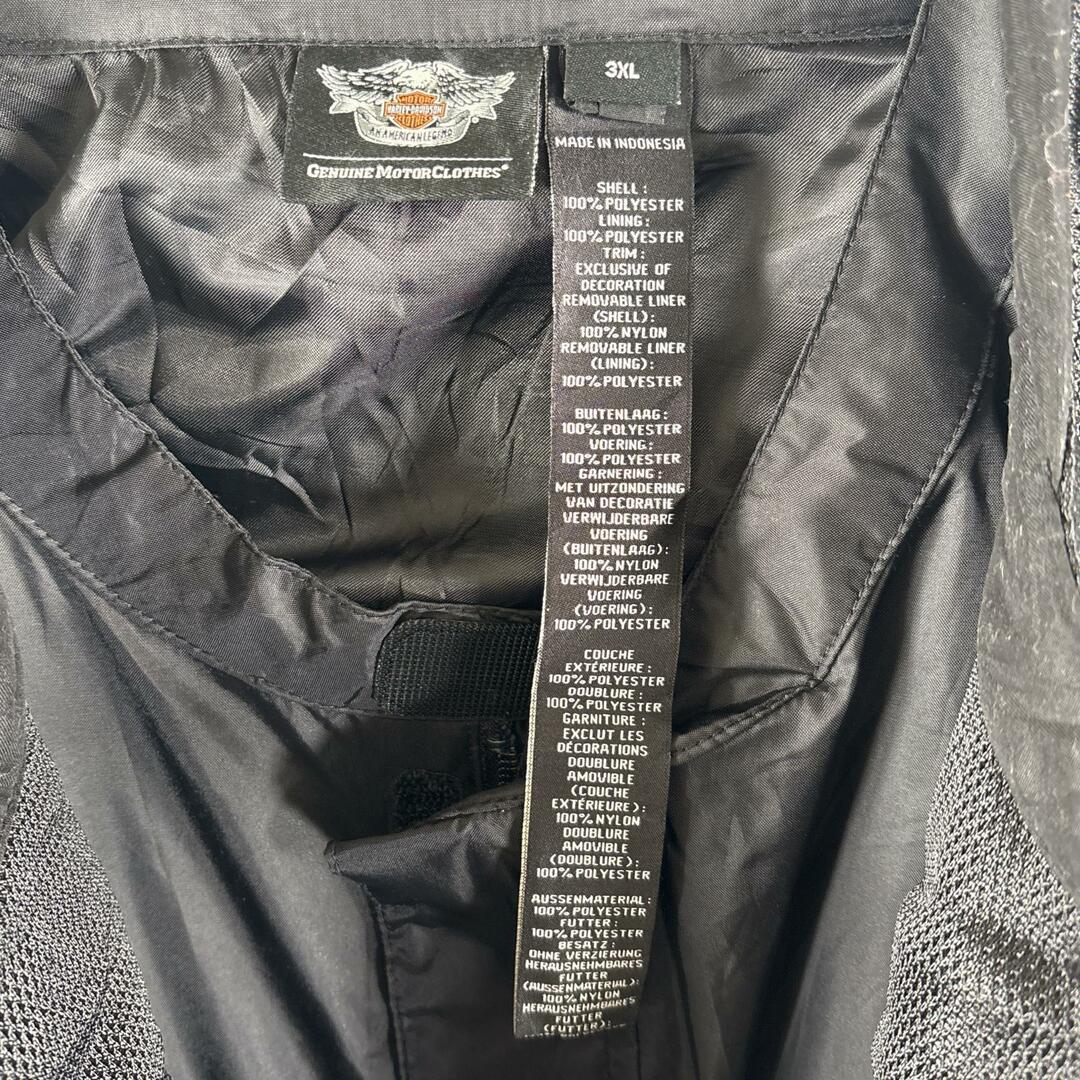 MOTOR
HARLEY-DAVIDSON
CLOTHES
AN AMERICAN LEGEND
GENUINE MOTORCLOTHES®
3XL
MADE IN INDONESIA
SHELL :
100% POLYESTER
LINING :
100% POLYESTER
TRIM :
EXCLUSIVE OF
DECORATION
REMOVABLE LINER
(SHELL) :
100% NYLON
REMOVABLE LINER
(LINING) :
100% POLYESTER
BUITENLAAG :
100% POLYESTER
VOERING :
100% POLYESTER
GARNERING :
MET UITZONDERING
VAN DECORATIE
VERWIJDERBARE
VOERING
(BUITENLAAG) :
100% NYLON
VERWIJDERBARE
VOERING
(VOERING) :
100% POLYESTER
COUCHE
EXTÉRIEURE :
100% POLYESTER
DOUBLURE :
100% POLYESTER
GARNITURE :
EXCLUT LES
DÉCORATIONS
DOUBLURE
AMOVIBLE
(COUCHE
EXTÉRIEURE) :
100% NYLON
DOUBLURE
AMOVIBLE
(DOUBLURE) :
100% POLYESTER
AUSSENMATERIAL :
100% POLYESTER
FUTTER :
100% POLYESTER
BESATZ :
OHNE VERZIERUNG
HERAUSNEHMBARES
FUTTER
(AUSSENMATERIAL) :
100% NYLON
HERAUSNEHMBARES
FUTTER
(FUTTER) :